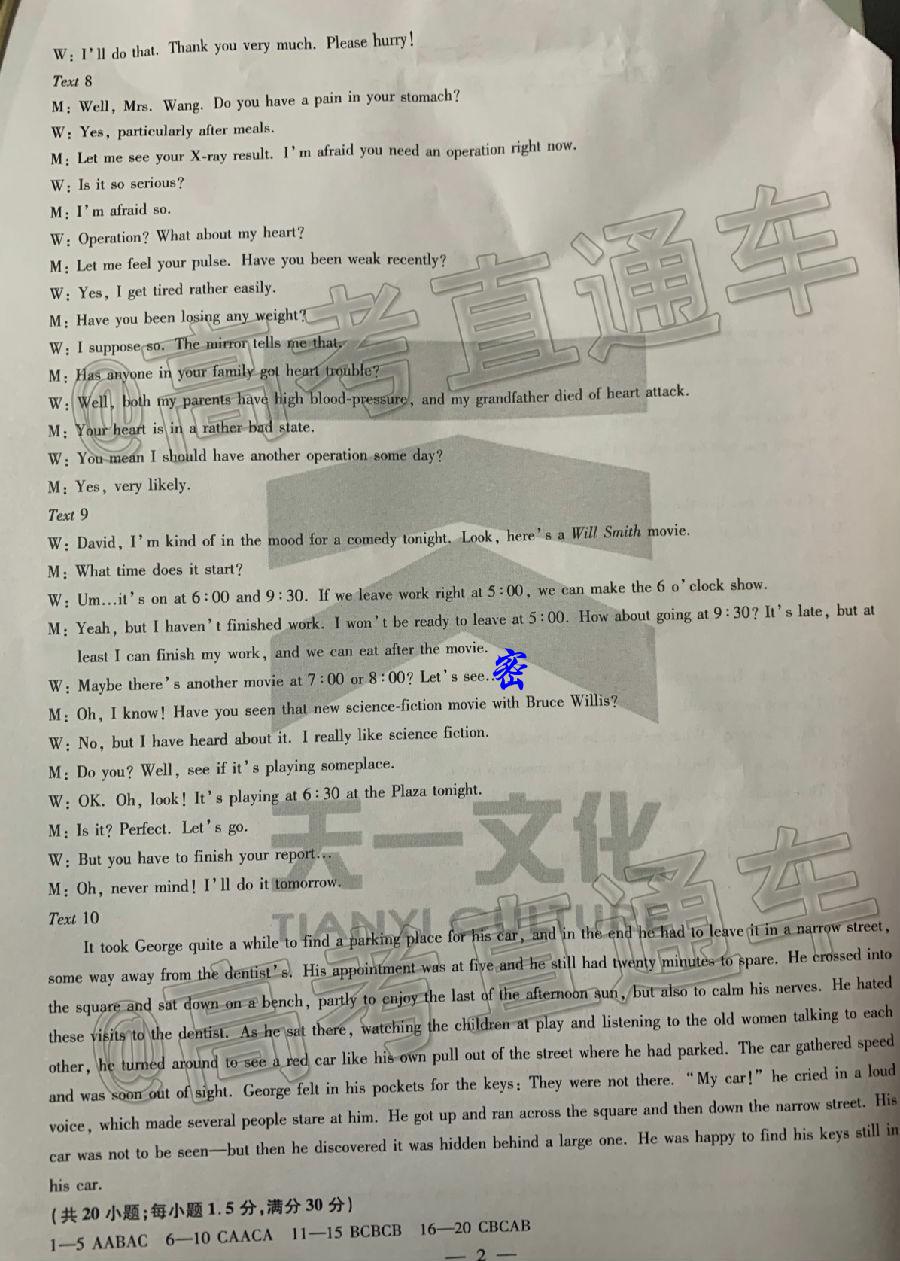 W: I'll do that. Thank you very much. Please hurry!
Text 8
M: Well, Mrs. Wang. Do you have a pain in your stomach?
W: Yes, particularly after meals.
M: Let me see your X-ray result. I'm afraid you need an operation right now.
W: Is it so serious?
M: I'm afraid so.
W: Operation? What about my heart?
M: Let me feel your pulse. Have you been weak recently?
W: Yes, I get tired rather easily.
M: Have you been losing any weight?
W: I suppose so. The mirror tells me that.
M: Has anyone in your family got heart trouble?
W: Well, both my parents have high blood-pressure, and my grandfather died of heart attack.
M: Your heart is in a rather bad state.
W: You mean I should have another operation some day?
M: Yes, very likely.
Text 9
W: David, I'm kind of in the mood for a comedy tonight. Look, here's a Will Smith movie.
M: What time does it start?
W: Um...it's on at 6:00 and 9:30. If we leave work right at 5:00, we can make the 6 o'clock show.
M: Yeah, but I haven't finished work. I won't be ready to leave at 5:00. How about going at 9:30? It's late, but at
least I can finish my work, and we can eat after the movie.
W: Maybe there's another movie at 7:00 or 8:00? Let's see...
密
M: Oh, I know! Have you seen that new science-fiction movie with Bruce Willis?
W: No, but I have heard about it. I really like science fiction.
M: Do you? Well, see if it's playing someplace.
W: OK. Oh, look! It's playing at 6:30 at the Plaza tonight.
M: Is it? Perfect. Let's go.
W: But you have to finish your report...
M: Oh, never mind! I'll do it tomorrow.
Text 10
It took George quite a while to find a parking place for his car, and in the end he had to leave it in a narrow street,
some way away from the dentist's. His appointment was at five and he still had twenty minutes to spare. He crossed into
the square and sat down on a bench, partly to enjoy the last of the afternoon sun, but also to calm his nerves. He hated
these visits to the dentist. As he sat there, watching the children at play and listening to the old women talking to each
other, he turned around to see a red car like his own pull out of the street where he had parked. The car gathered speed
and was soon out of sight. George felt in his pockets for the keys: They were not there. "My car!" he cried in a loud
voice, which made several people stare at him. He got up and ran across the square and then down the narrow street. His
car was not to be seen—but then he discovered it was hidden behind a large one. He was happy to find his keys still in
his car.
(共 20 小题;每小题 1.5 分,满分 30 分)
1—5 AABAC 6—10 CAACA 11—15 BCBCB 16—20 CBCAB
— 2 —
@高考直通车
天一文化
TIANYI CULTURE
@高考直通车